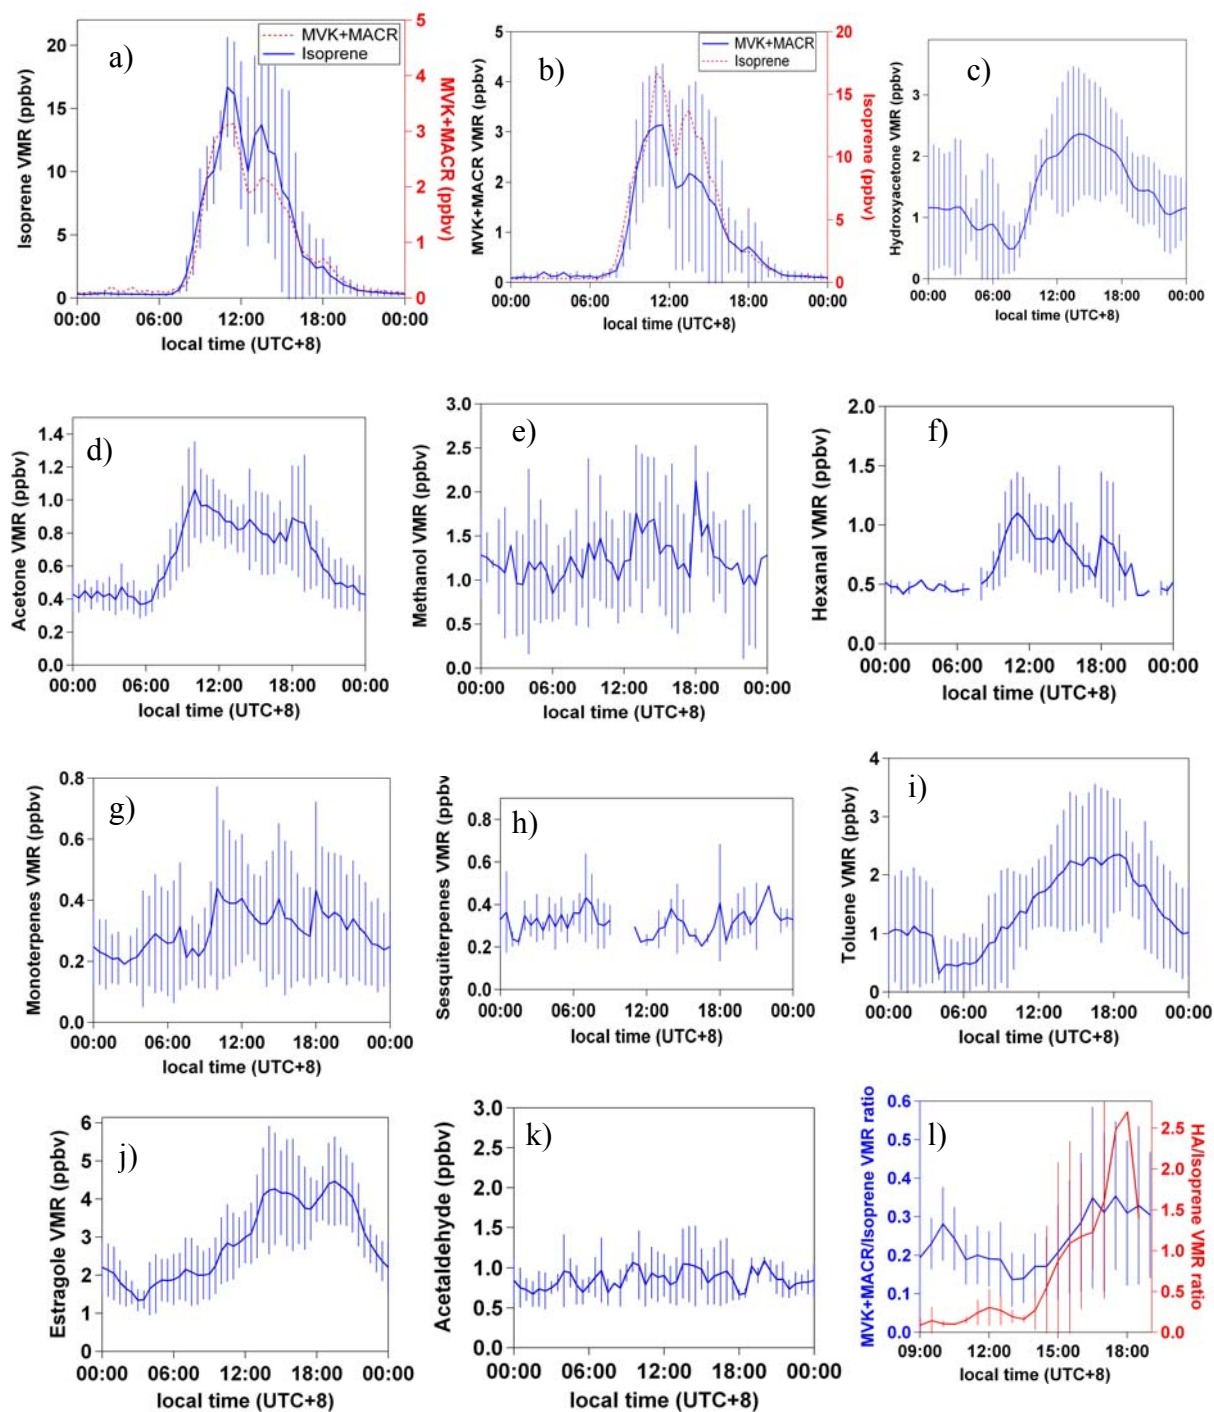 a)
MVK+MACR
Isoprene
Isoprene VMR (ppbv)
20
15
10
5
0
MVK+MACR (ppbv)
5
4
3
2
1
0
00:00 06:00 12:00 18:00 00:00
local time (UTC+8)
b)
MVK+MACR
Isoprene
MVK+MACR VMR (ppbv)
5
4
3
2
1
0
Isoprene (ppbv)
20
15
10
5
0
00:00 06:00 12:00 18:00 00:00
local time (UTC+8)
c)
Hydroxyacetone VMR (ppbv)
3
2
1
0
00:00 06:00 12:00 18:00 00:00
local time (UTC+8)
d)
Acetone VMR (ppbv)
1.4
1.2
1.0
0.8
0.6
0.4
0.2
0.0
00:00 06:00 12:00 18:00 00:00
local time (UTC+8)
e)
Methanol VMR (ppbv)
3.0
2.5
2.0
1.5
1.0
0.5
0.0
00:00 06:00 12:00 18:00 00:00
local time (UTC+8)
f)
Hexanal VMR (ppbv)
2.0
1.5
1.0
0.5
0.0
00:00 06:00 12:00 18:00 00:00
local time (UTC+8)
g)
Monoterpenes VMR (ppbv)
0.8
0.6
0.4
0.2
0.0
00:00 06:00 12:00 18:00 00:00
local time (UTC+8)
h)
Sesquiterpenes VMR (ppbv
0.8
0.6
0.4
0.2
0.0
00:00 06:00 12:00 18:00 00:00
local time (UTC+8)
i)
Toluene VMR (ppbv)
4
3
2
1
0
00:00 06:00 12:00 18:00 00:00
local time (UTC+8)
j)
Estragole VMR (ppbv)
6
5
4
3
2
1
0
00:00 06:00 12:00 18:00 00:00
local time (UTC+8)
k)
Acetaldehyde (ppbv)
3.0
2.5
2.0
1.5
1.0
0.5
0.0
00:00 06:00 12:00 18:00 00:00
local time (UTC+8)
l)
MVK+MACR/Isoprene VMR ratio
0.6
0.5
0.4
0.3
0.2
0.1
0.0
HA/Isoprene VMR ratio
2.5
2.0
1.5
1.0
0.5
0.0
09:00 12:00 15:00 18:00
local time (UTC+8)